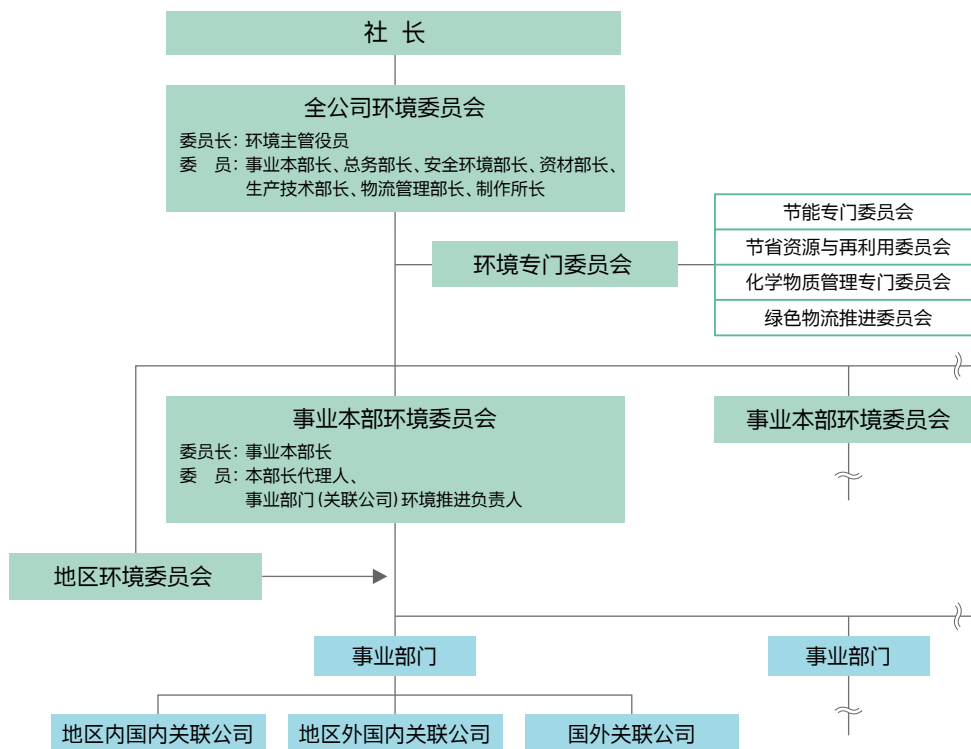 社 长
全公司环境委员会
委员长：环境主管役员
委 员：事业本部长、总务部长、安全环境部长、资材部长、
生产技术部长、物流管理部长、制作所长
节能专门委员会
环境专门委员会
节省资源与再利用委员会
化学物质管理专门委员会
绿色物流推进委员会
事业本部环境委员会
委员长：事业本部长
委 员：本部长代理人、
事业部门（关联公司）环境推进负责人
事业本部环境委员会
地区环境委员会
事业部门
事业部门
地区内国内关联公司
地区外国内关联公司
国外关联公司